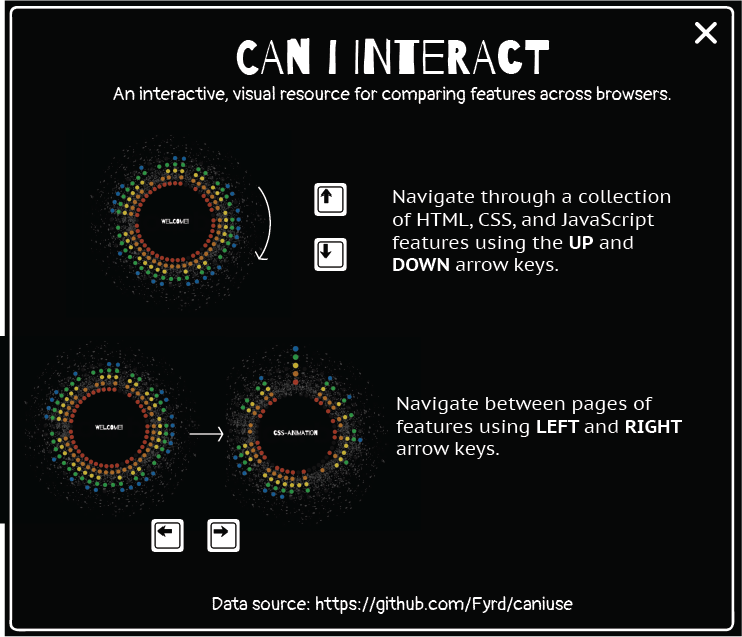 CAN I INTERACT
An interactive, visual resource for comparing features across browsers.
WELCOME!
Navigate through a collection
of HTML, CSS, and JavaScript
features using the UP and
DOWN arrow keys.
WELCOME!
CSS-ANIMATION
Navigate between pages of
features using LEFT and RIGHT
arrow keys.
Data source: https://github.com/Fyrd/caniuse